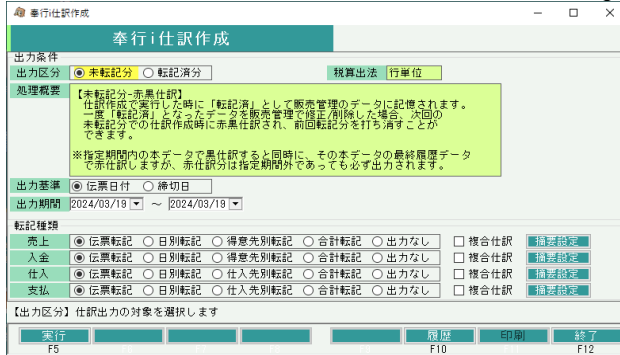 奉行i仕訳作成
奉行i仕訳作成
出力条件
出力区分 未転記分 転記済分 税算出法 行単位
処理概要 【未転記分-赤黒仕訳】
仕訳作成で実行した時に「転記済」として販売管理のデータに記憶されます。
一度「転記済」となったデータを販売管理で修正/削除した場合、次回の
未転記分での仕訳作成時に赤黒仕訳され、前回転記分を打ち消すことが
できます。
※指定期間内の本データで黒仕訳すると同時に、その本データの最終履歴データ
で赤仕訳しますが、赤仕訳分は指定期間外であっても必ず出力されます。
出力基準 伝票日付 締切日
出力期間 2024/03/19 ～ 2024/03/19
転記種類
売上 伝票転記 日別転記 得意先別転記 合計転記 出力なし 複合仕訳 摘要設定
入金 伝票転記 日別転記 得意先別転記 合計転記 出力なし 複合仕訳 摘要設定
仕入 伝票転記 日別転記 仕入先別転記 合計転記 出力なし 複合仕訳 摘要設定
支払 伝票転記 日別転記 仕入先別転記 合計転記 出力なし 複合仕訳 摘要設定
【出力区分】仕訳出力の対象を選択します
実行 履歴 印刷 終了
F5 F10 F12